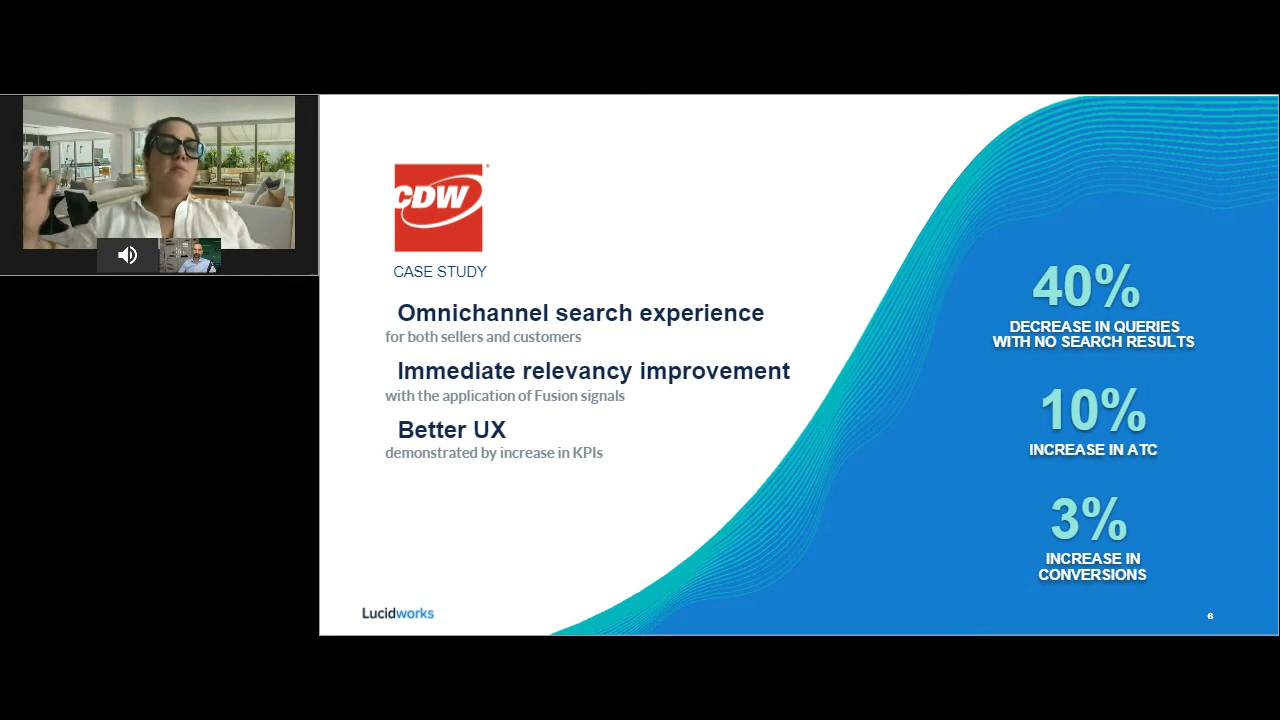 CDW
CASE STUDY
Omnichannel search experience
for both sellers and customers
Immediate relevancy improvement
with the application of Fusion signals
Better UX
demonstrated by increase in KPIs
40%
DECREASE IN QUERIES
WITH NO SEARCH RESULTS
10%
INCREASE IN ATC
3%
INCREASE IN
CONVERSIONS
Lucidworks
6